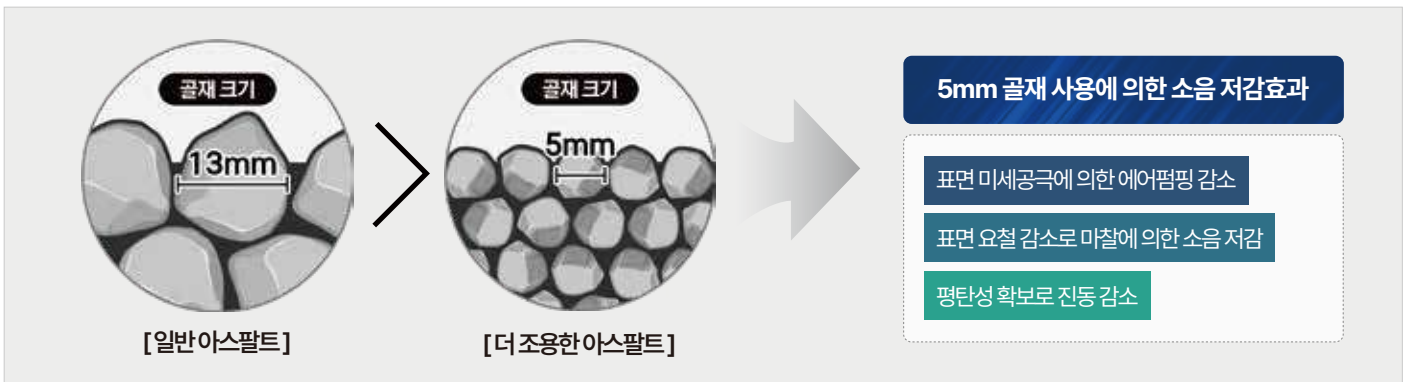 골재 크기
13mm
[일반 아스팔트]
골재 크기
5mm
[더 조용한 아스팔트]
5mm 골재 사용에 의한 소음 저감효과
표면 미세공극에 의한 에어펌핑 감소
표면 요철 감소로 마찰에 의한 소음 저감
평탄성 확보로 진동 감소